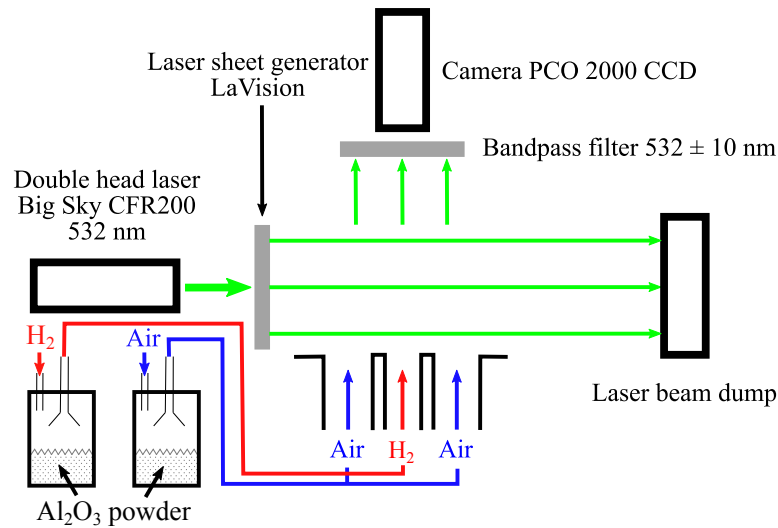 Laser sheet generator
LaVision
Camera PCO 2000 CCD
Bandpass filter 532 ± 10 nm
Double head laser
Big Sky CFR200
532 nm
H₂
Air
Laser beam dump
Air
H₂
Air
Al₂O₃ powder